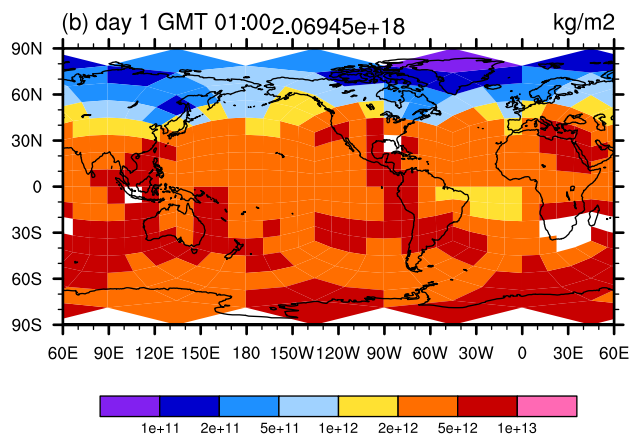 (b) day 1 GMT 01:00 2.06945e+18 kg/m2
90N
60N
30N
0
30S
60S
90S
60E 90E 120E 150E 180 150W 120W 90W 60W 30W 0 30E 60E
1e+11 2e+11 5e+11 1e+12 2e+12 5e+12 1e+13